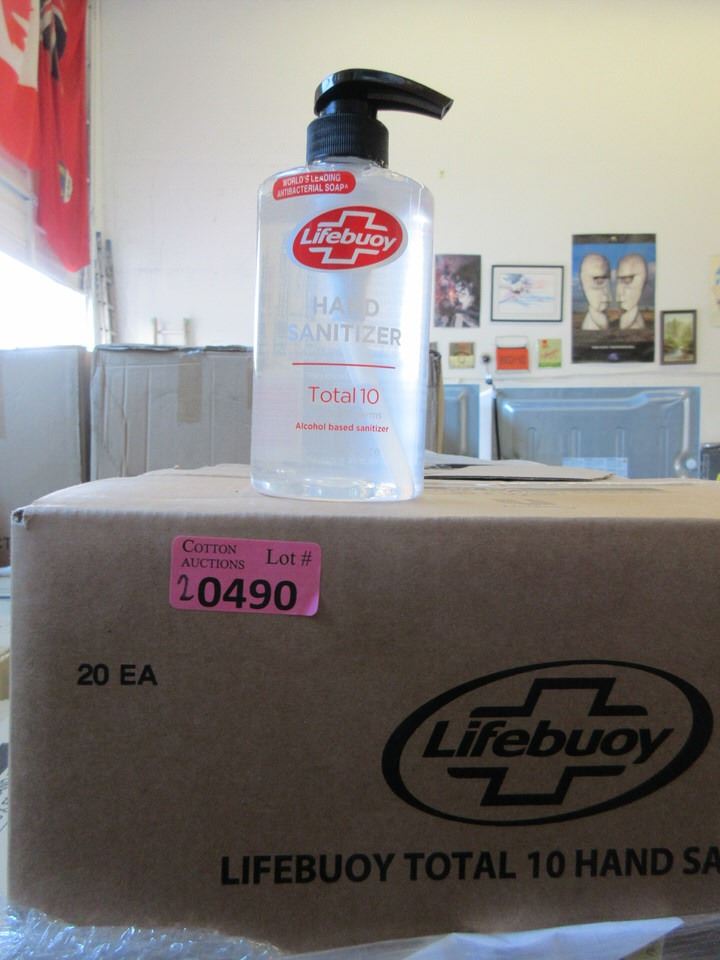 WORLD'S LEADING
ANTIBACTERIAL SOAP^
Lifebuoy
HAND
SANITIZER
Total 10
Alcohol based sanitizer
COTTON
AUCTIONS
Lot #
20490
20 EA
Lifebuoy
LIFEBUOY TOTAL 10 HAND SA